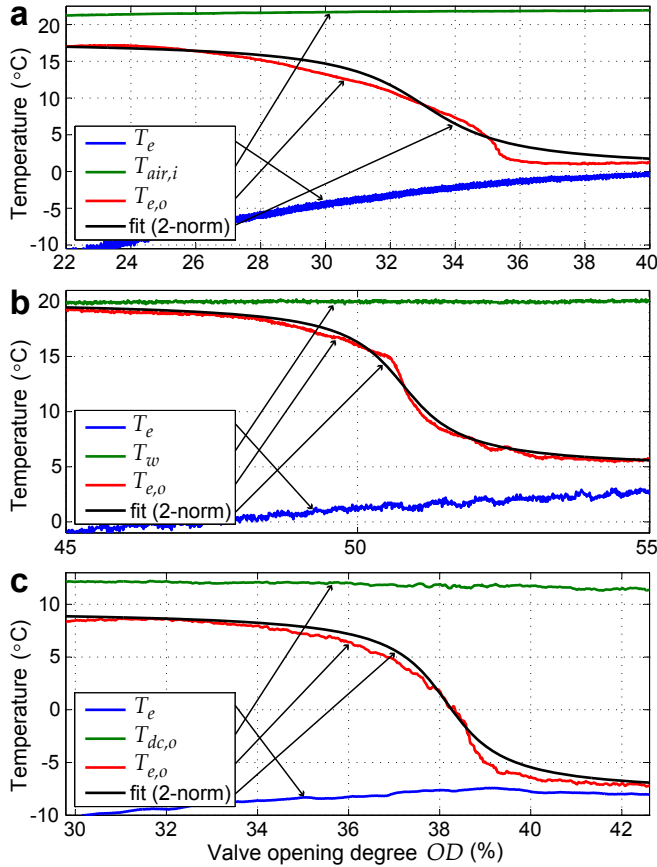 a
Temperature (°C)
20
15
10
5
0
-5
-10
T_e
T_air,i
T_e,o
fit (2-norm)
22 24 26 28 30 32 34 36 38 40
b
Temperature (°C)
20
15
10
5
0
T_e
T_w
T_e,o
fit (2-norm)
45 50 55
c
Temperature (°C)
10
5
0
-5
-10
T_e
T_dc,o
T_e,o
fit (2-norm)
30 32 34 36 38 40 42
Valve opening degree OD (%)